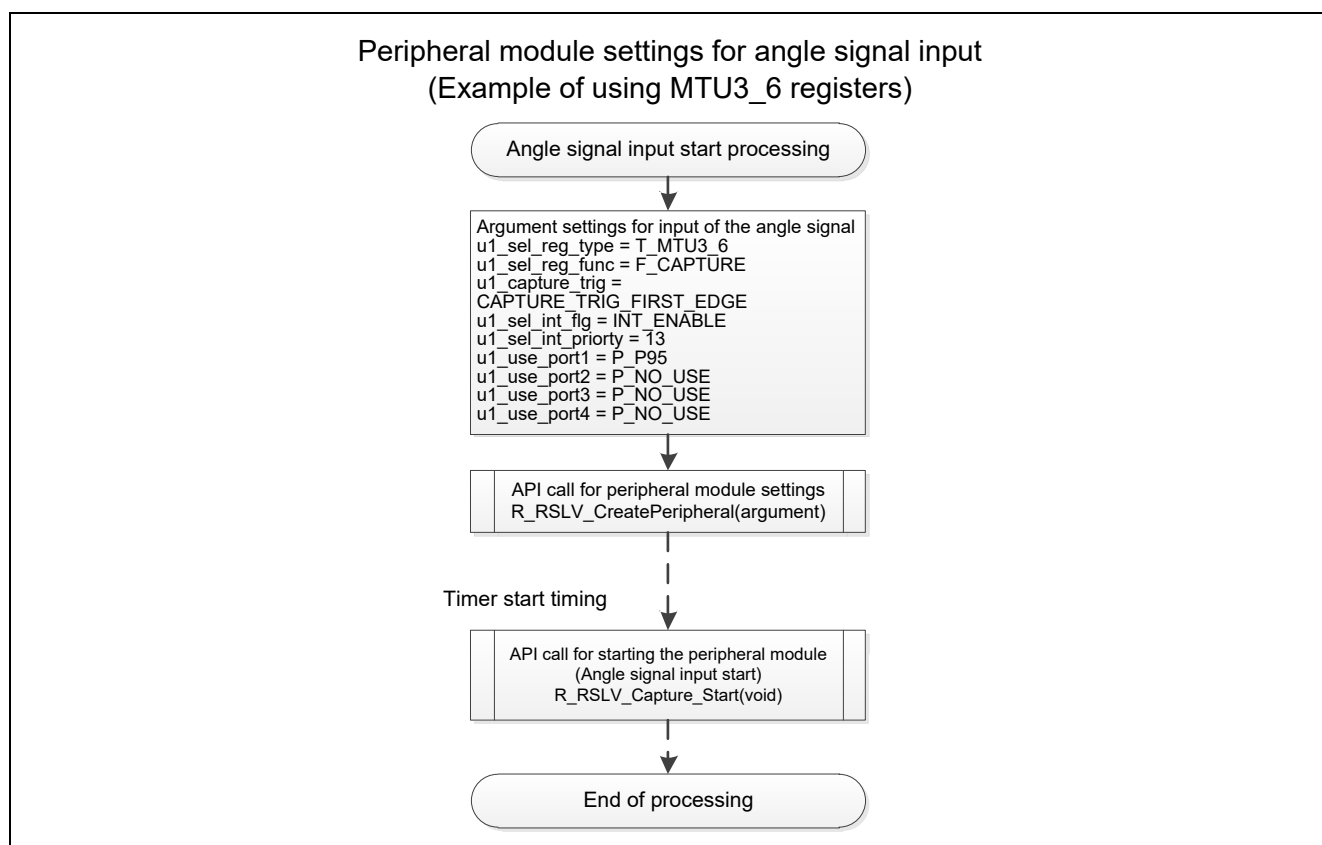 Peripheral module settings for angle signal input
(Example of using MTU3_6 registers)
Angle signal input start processing
Argument settings for input of the angle signal
u1_sel_reg_type = T_MTU3_6
u1_sel_reg_func = F_CAPTURE
u1_capture_trig =
CAPTURE_TRIG_FIRST_EDGE
u1_sel_int_flg = INT_ENABLE
u1_sel_int_priorty = 13
u1_use_port1 = P_P95
u1_use_port2 = P_NO_USE
u1_use_port3 = P_NO_USE
u1_use_port4 = P_NO_USE
API call for peripheral module settings
R_RSLV_CreatePeripheral(argument)
Timer start timing
API call for starting the peripheral module
(Angle signal input start)
R_RSLV_Capture_Start(void)
End of processing